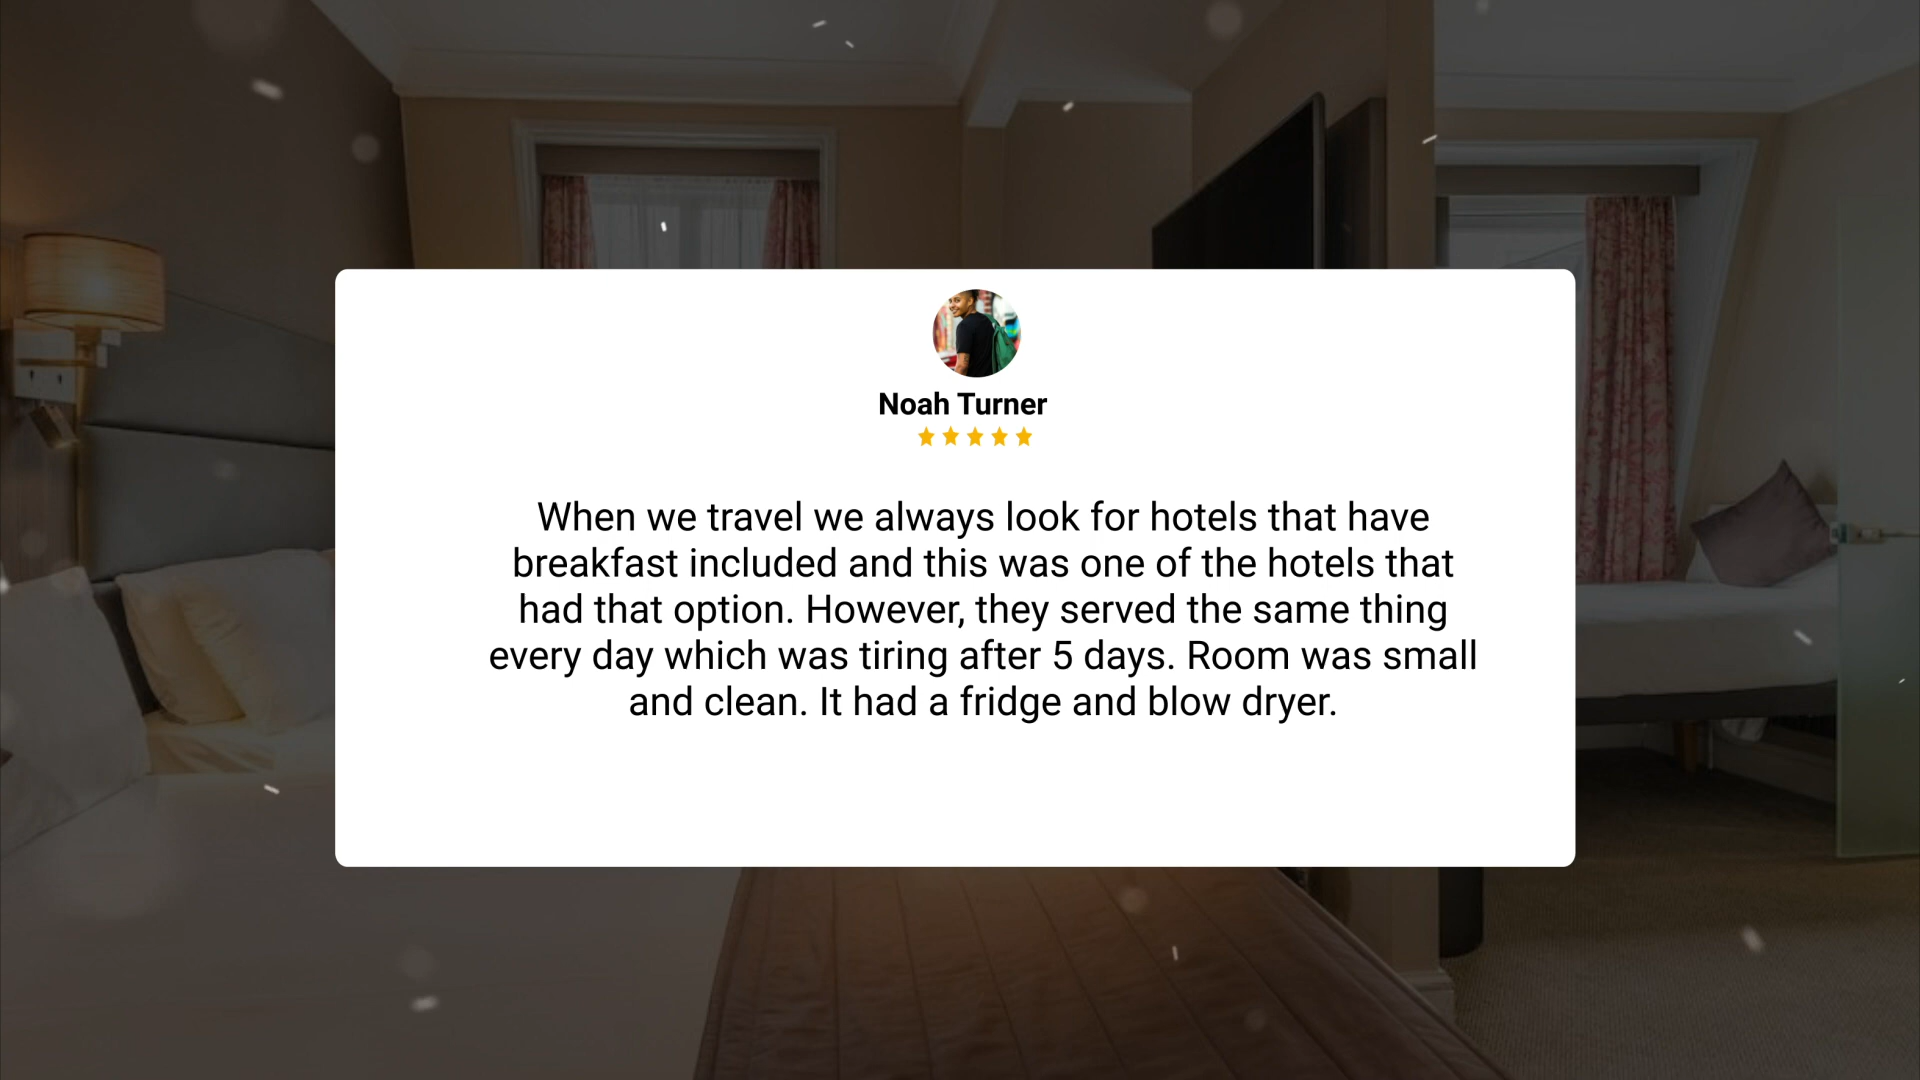 Noah Turner
When we travel we always look for hotels that have
breakfast included and this was one of the hotels that
had that option. However, they served the same thing
every day which was tiring after 5 days. Room was small
and clean. It had a fridge and blow dryer.